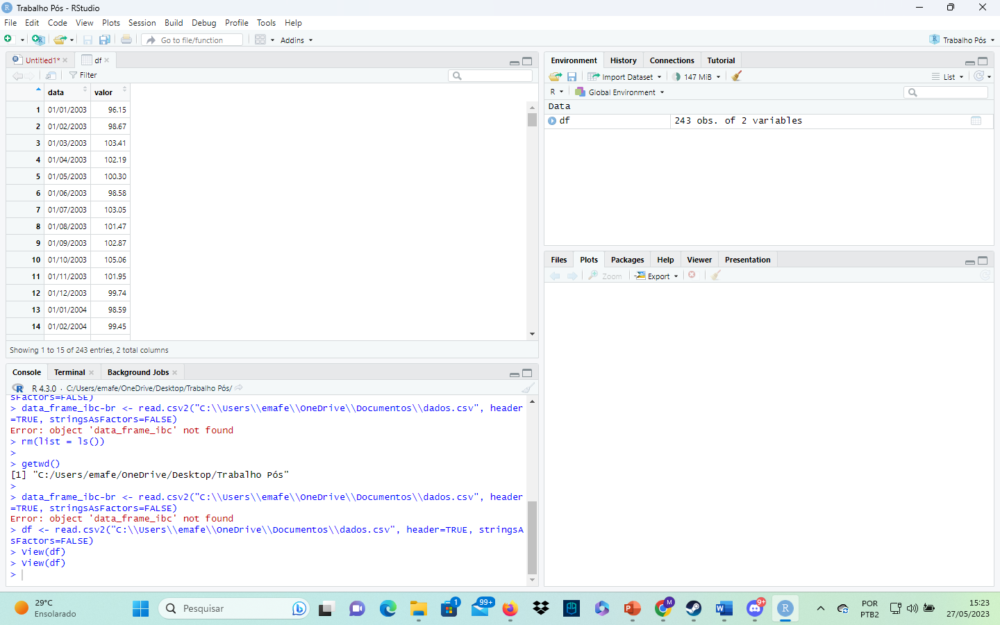 Trabalho Pós - RStudio
File Edit Code View Plots Session Build Debug Profile Tools Help
Go to file/function Addins Trabalho Pós
Untitled1* df
Filter
data valor
1 01/01/2003 96.15
2 01/02/2003 98.67
3 01/03/2003 103.41
4 01/04/2003 102.19
5 01/05/2003 100.30
6 01/06/2003 98.58
7 01/07/2003 103.05
8 01/08/2003 101.47
9 01/09/2003 102.87
10 01/10/2003 105.06
11 01/11/2003 101.95
12 01/12/2003 99.74
13 01/01/2004 98.59
14 01/02/2004 99.45
Showing 1 to 15 of 243 entries, 2 total columns
Console Terminal Background Jobs
R 4.3.0 · C:/Users/emafe/OneDrive/Desktop/Trabalho Pós/
sFactors=FALSE)
> data_frame_ibc-br <- read.csv2("C:\\Users\\emafe\\OneDrive\\Documentos\\dados.csv", header
=TRUE, stringsAsFactors=FALSE)
Error: object 'data_frame_ibc' not found
> rm(list = ls())
>
> getwd()
[1] "C:/Users/emafe/OneDrive/Desktop/Trabalho Pós"
>
> data_frame_ibc-br <- read.csv2("C:\\Users\\emafe\\OneDrive\\Documentos\\dados.csv", header
=TRUE, stringsAsFactors=FALSE)
Error: object 'data_frame_ibc' not found
> df <- read.csv2("C:\\Users\\emafe\\OneDrive\\Documentos\\dados.csv", header=TRUE, stringsA
sFactors=FALSE)
> View(df)
> View(df)
>
Environment History Connections Tutorial
Import Dataset 147 MiB List
R Global Environment
Data
df 243 obs. of 2 variables
Files Plots Packages Help Viewer Presentation
Zoom Export
29°C
Ensolarado
Pesquisar
1
99+
M
9+
POR
PTB2
15:23
27/05/2023